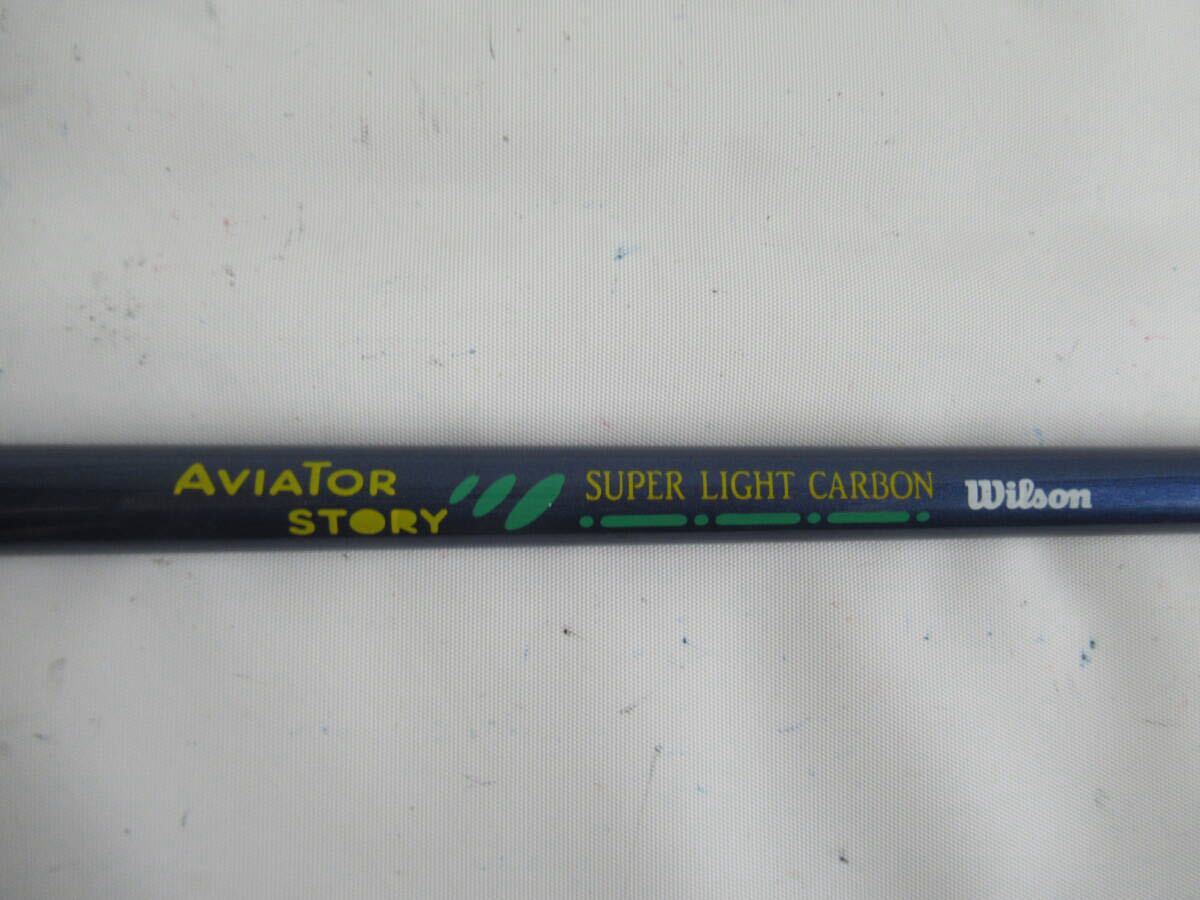 AVIATOR
STORY
SUPER LIGHT CARBON
Wilson